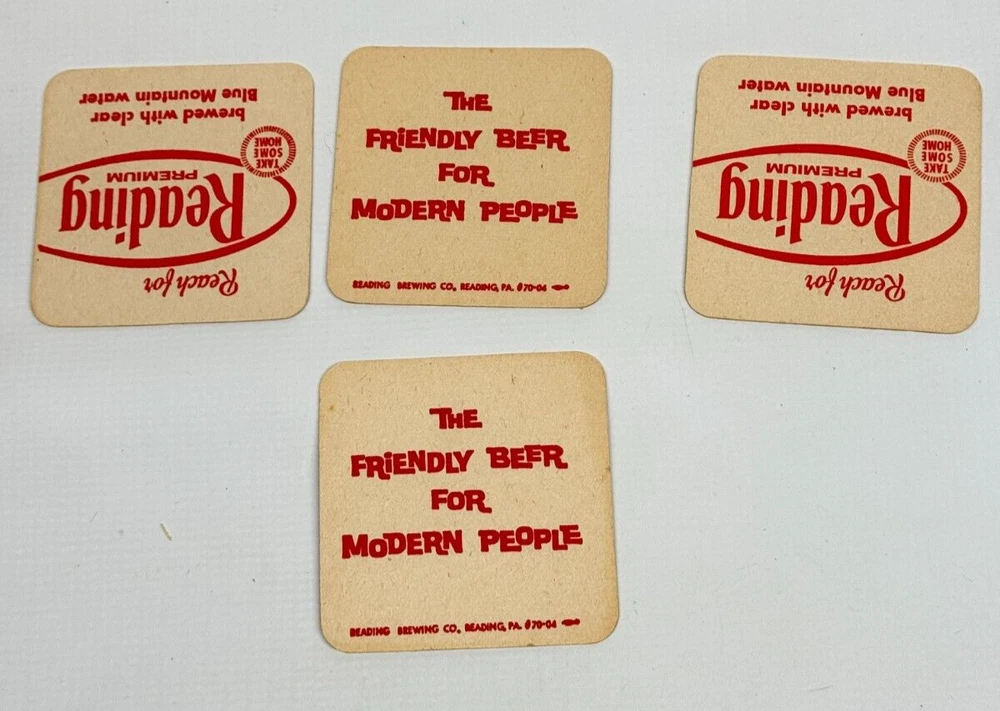 Reach for
Reading
PREMIUM
TAKE
SOME
HOME
brewed with clear
Blue Mountain water
THE
FRiENDLY BEER
FOR
MODERN PEOPLE
READING BREWING CO., READING, PA. #70-04
Reach for
Reading
PREMIUM
TAKE
SOME
HOME
brewed with clear
Blue Mountain water
THE
FRiENDLY BEER
FOR
MODERN PEOPLE
READING BREWING CO., READING, PA. #70-04